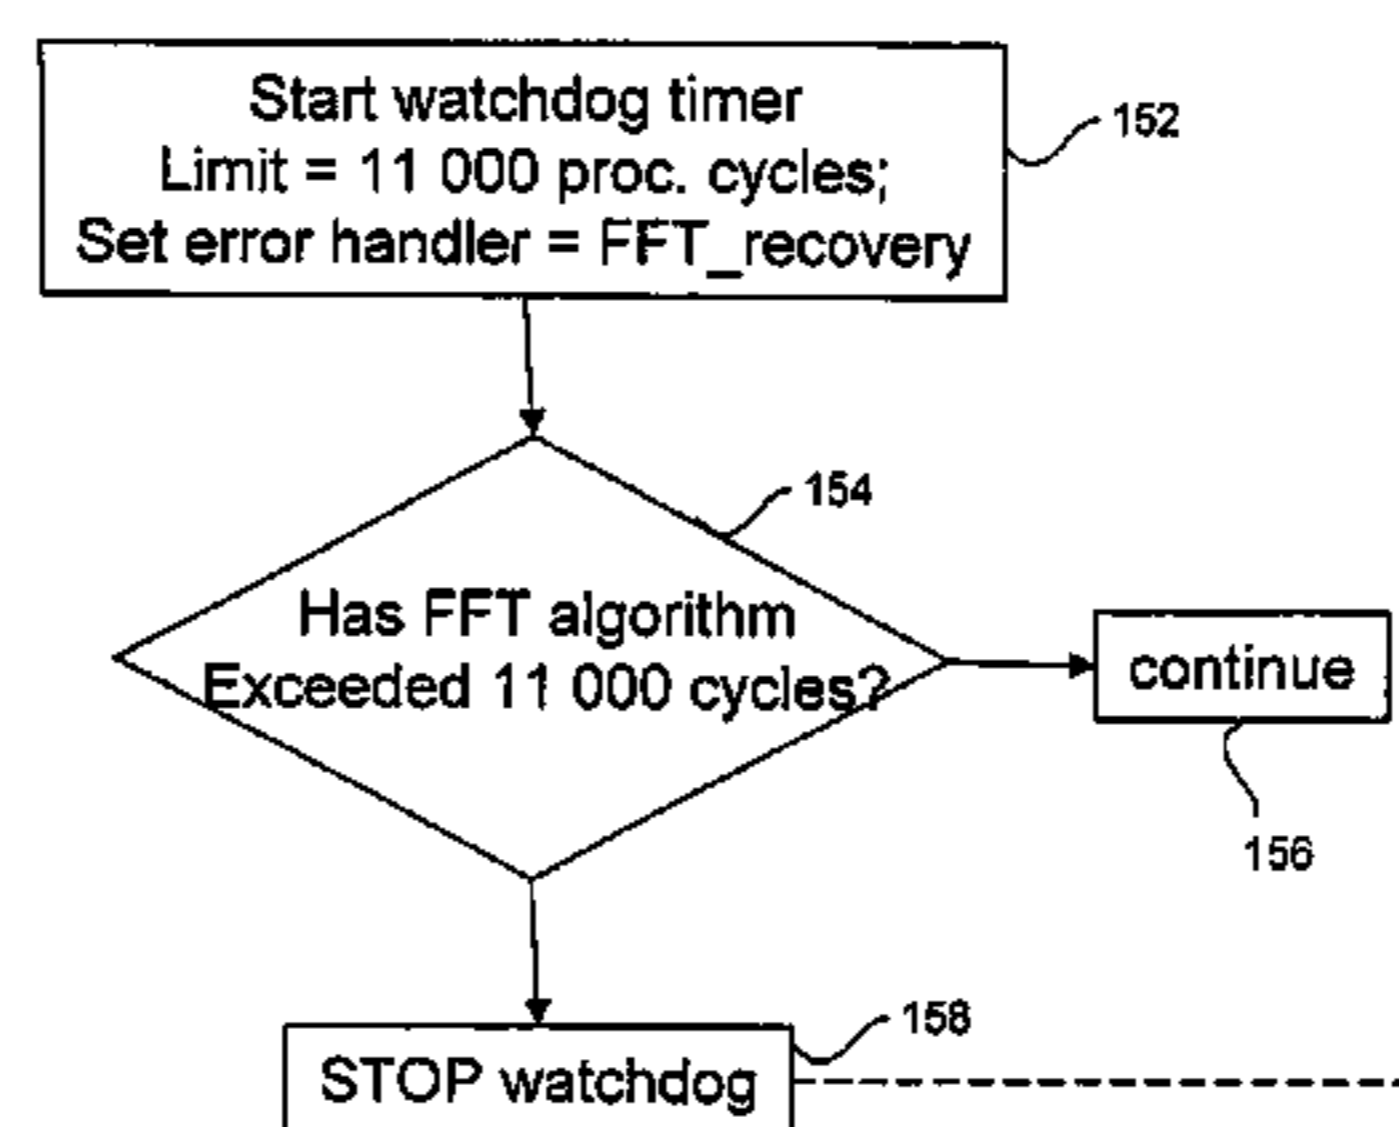 Start watchdog timer
Limit = 11 000 proc. cycles;
Set error handler = FFT_recovery
152
154
Has FFT algorithm
Exceeded 11 000 cycles?
continue
156
158
STOP watchdog